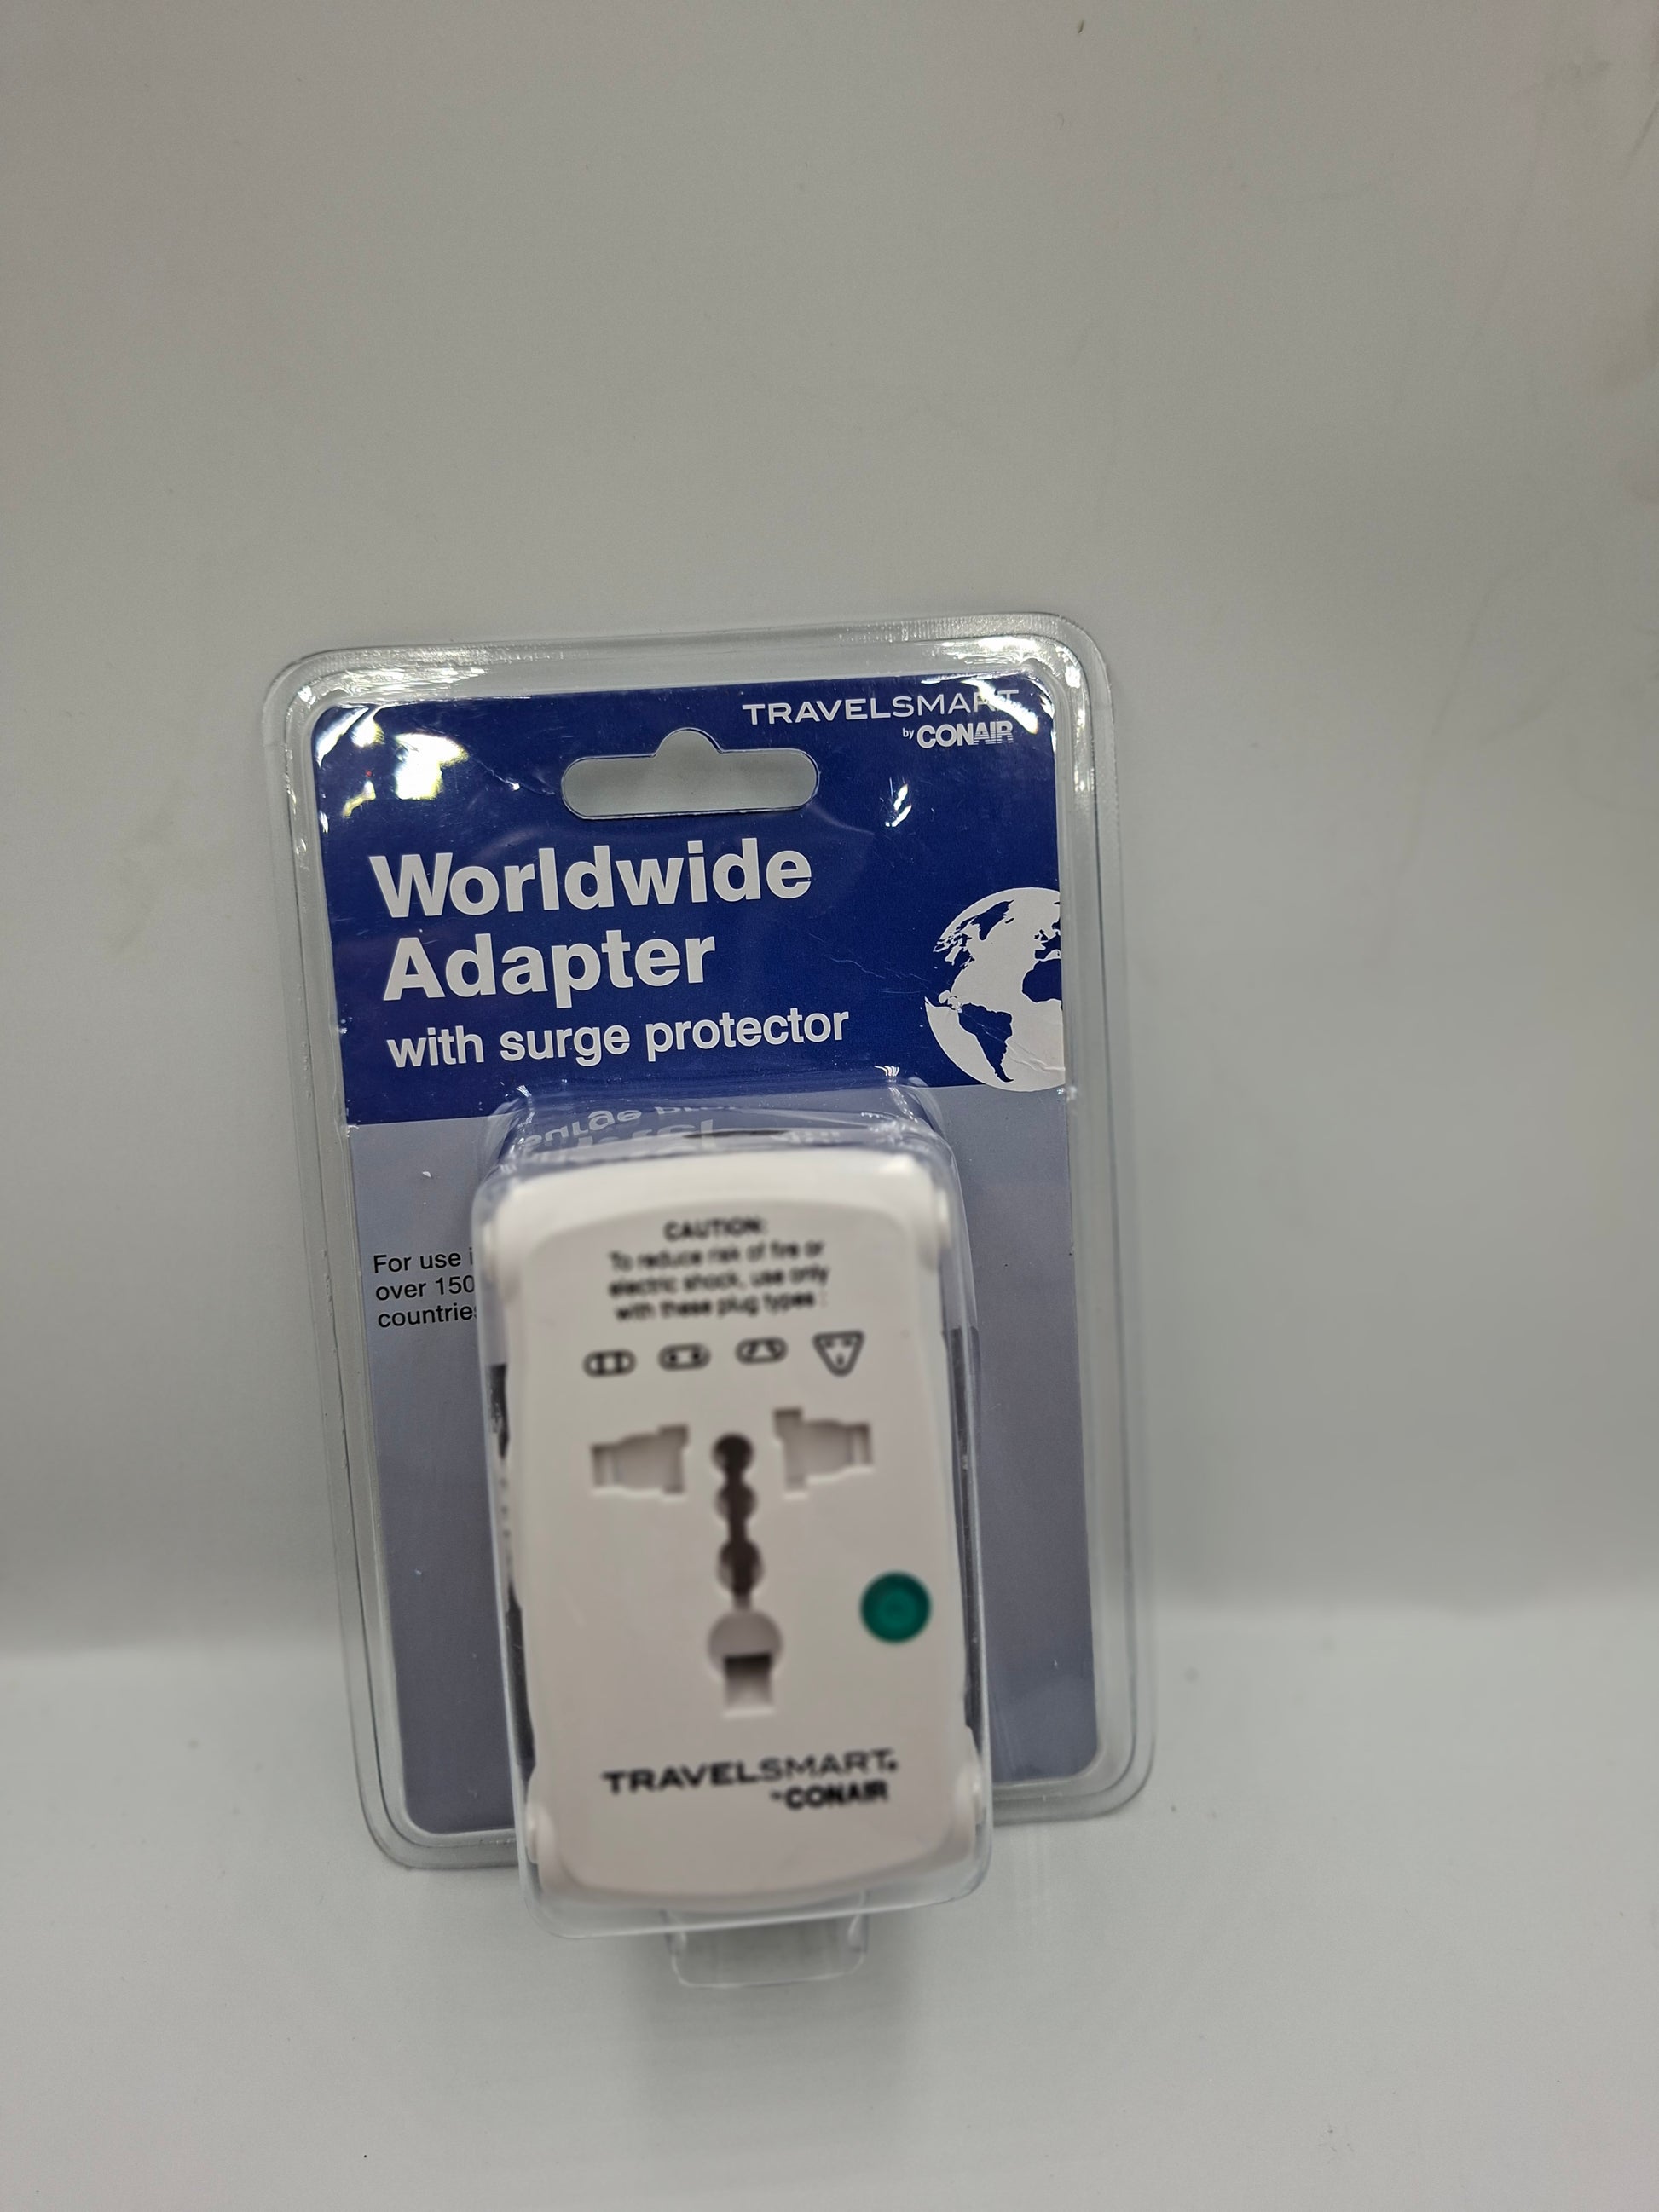 TRAVELSMART
by CONAIR
Worldwide
Adapter
with surge protector
For use
over 150
countries
CAUTION:
To reduce risk of fire or
electric shock, use only
with these plug types :
TRAVELSMART.
by CONAIR